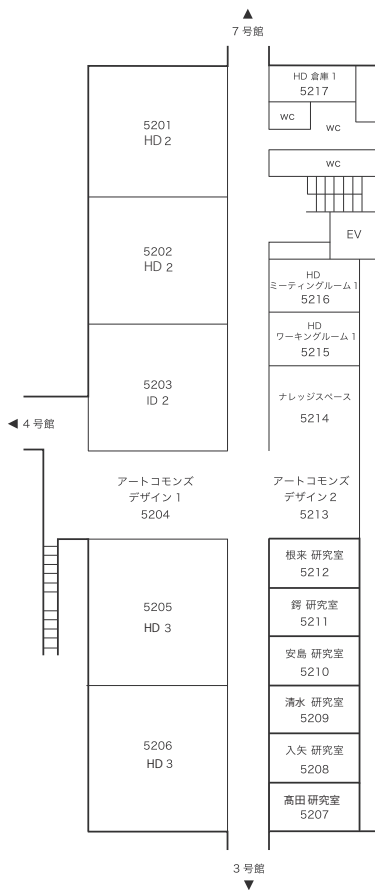 ▲
7 号館
HD 倉庫 1
5217
wc
wc
wc
EV
5201
HD 2
5202
HD 2
HD
ミーティングルーム 1
5216
HD
ワーキングルーム 1
5215
5203
ID 2
ナレッジスペース
5214
◀ 4 号館
アートコモンズ
デザイン 1
5204
アートコモンズ
デザイン 2
5213
根来 研究室
5212
5205
HD 3
鍔 研究室
5211
安島 研究室
5210
清水 研究室
5209
5206
HD 3
入矢 研究室
5208
髙田 研究室
5207
3 号館
▼